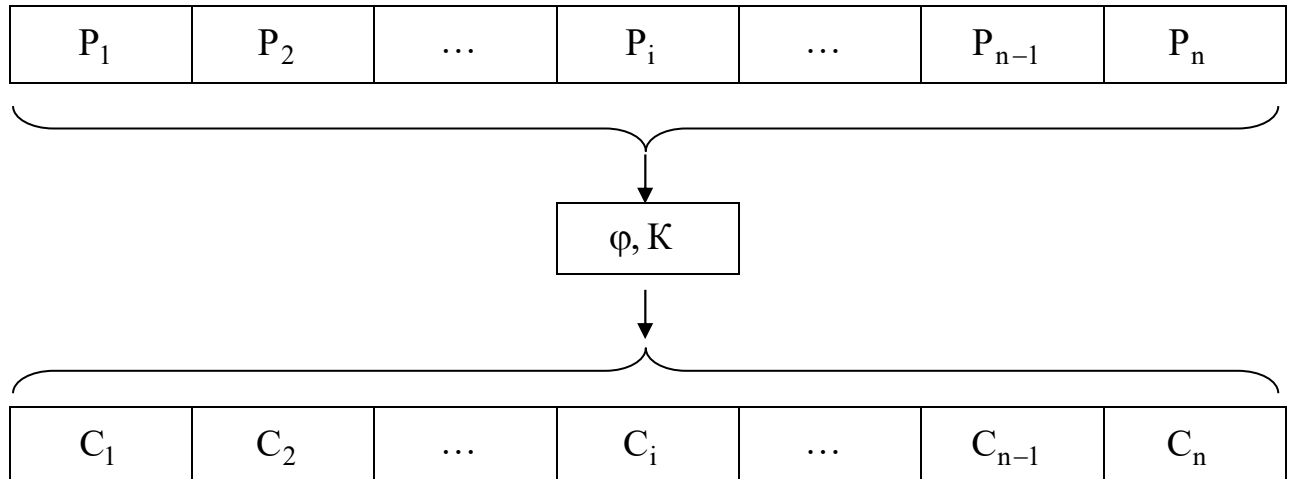 P₁ P₂ … Pᵢ … Pₙ₋₁ Pₙ
φ, K
C₁ C₂ … Cᵢ … Cₙ₋₁ Cₙ